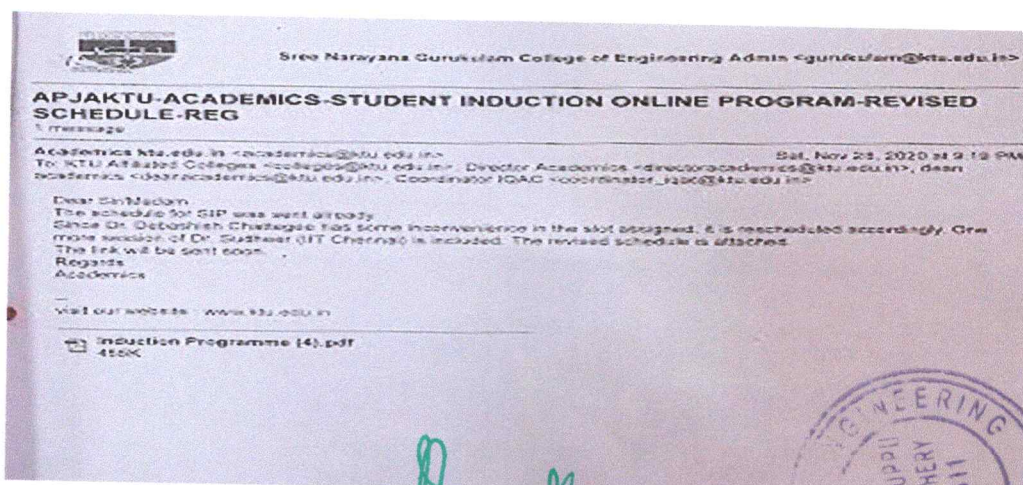 Sree Narayana Gurukulam College of Engineering Admin <gurukulam@ktu.edu.in>
APJAKTU-ACADEMICS-STUDENT INDUCTION ONLINE PROGRAM-REVISED
SCHEDULE-REG
1 message
Academics ktu.edu.in <academics@ktu.edu.in> Sat, Nov 2020 at PM
To: KTU Affiliated Colleges <colleges@ktu.edu.in>, Director Academics <directoracademics@ktu.edu.in>, dean
academics <deanacademics@ktu.edu.in>, Coordinator IQAC <coordinator_iqac@ktu.edu.in>
Dear Sir/Madam
The schedule for SIP was sent already
Since Dr. Debashish Chatterjee has some inconvenience in the slot assigned, it is rescheduled accordingly. One
more session of Dr. Sudheer (IIT Chennai) is included. The revised schedule is attached
The link will be sent soon.
Regards
Academics
--
visit our website : www.ktu.edu.in
Induction Programme (4).pdf
GINEERING